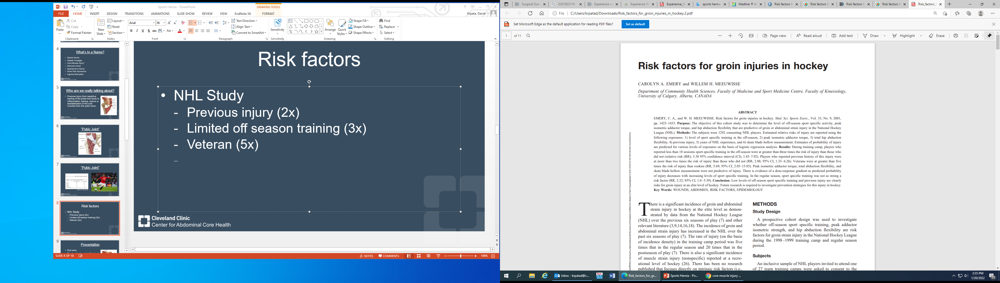 Sports Hernia - PowerPoint
DRAWING TOOLS
FILE HOME INSERT DESIGN TRANSITIONS ANIMATIONS SLIDE SHOW REVIEW VIEW EndNote X8 FORMAT
Krpata, David
Paste
Cut
Copy
Format Painter
Clipboard
New Slide
Layout
Reset
Section
Slides
Arial 36
Font
Text Direction
Align Text
Convert to SmartArt
Paragraph
Sensitivity
Sensitivity
Arrange
Quick Styles
Shape Fill
Shape Outline
Shape Effects
Drawing
Find
Replace
Select
Editing
4
What's In a Name?
• Sports Hernia
• Athletic Pubalgia
• Core Muscle Injury*
• Gilmore's Groin
• Sportsman's Hernia
• Groin Pain Syndrome
• Inguinal Disruption
5
Who are we really talking about?
• Overuse injury from repetitive
loading of the pubis that leads to
inflammation, tearing, rupture or
destabilization of the core
muscles from the pubic bone.
6
"Pubic Joint"
7
"Pubic Joint"
8
Risk factors
• NHL Study
- Previous injury (2x)
- Limited off season training (3x)
- Veteran (5x)
9
Presentation
• Dull ache
Risk factors
• NHL Study
- Previous injury (2x)
- Limited off season training (3x)
- Veteran (5x)
-
Cleveland Clinic
Center for Abdominal Core Health
SLIDE 8 OF 18
NOTES COMMENTS 106%
Surgical Outc
OJS1023116
Experience w
Experience W
Experience_W
sports hernia
Medline ® Al
Risk factors fo
Risk factors fo
Risk factors fo
Risk factors fo
Risk_factors_f
File C:/Users/krpatad/Downloads/Risk_factors_for_groin_injuries_in_hockey.2.pdf
Set Microsoft Edge as the default application for reading PDF files? Set as default
1 of 11
Page view Read aloud Add text Draw Highlight Erase
Risk factors for groin injuries in hockey
CAROLYN A. EMERY and WILLEM H. MEEUWISSE
Department of Community Health Sciences, Faculty of Medicine and Sport Medicine Centre, Faculty of Kinesiology,
University of Calgary, Alberta, CANADA
ABSTRACT
EMERY, C. A., and W. H. MEEUWISSE. Risk factors for groin injuries in hockey. Med. Sci. Sports Exerc., Vol. 33, No. 9, 2001,
pp. 1423–1433. Purpose: The objective of this cohort study was to determine the level of off-season sport specific activity, peak
isometric adductor torque, and hip abduction flexibility that are predictive of groin or abdominal strain injury in the National Hockey
League (NHL). Methods: The subjects were 1292 consenting NHL players. Estimated relative risks of injury are reported using the
following exposures: 1) level of sport specific training in the off-season, 2) peak isometric adductor torque, 3) total hip abduction
flexibility, 4) previous injury, 5) years of NHL experience, and 6) skate blade hollow measurement. Estimates of probability of injury
are predicted for various levels of exposures on the basis of logistic regression analysis. Results: During training camp, players who
reported less than 18 sessions sport specific training in the off-season were at greater than three times the risk of injury than those who
did not (relative risk (RR); 3.38 95% confidence interval (CI), 1.45–7.92). Players who reported previous history of this injury were
at more than two times the risk of injury than those who did not (RR, 2.88; 95% CI, 1.33–6.26). Veterans were at greater than five
times the risk of injury than rookies (RR, 5.69; 95% CI, 2.05–15.85). Peak isometric adductor torque, total abduction flexibility, and
skate blade hollow measurement were not predictive of injury. There is evidence of a dose-response gradient as predicted probability
of injury decreases with increasing levels of sport specific training. In the regular season, sport specific training was not as strong a
risk factor (RR, 2.32; 95% CI, 1.0–5.39). Conclusion: Low levels of off-season sport specific training and previous injury are clearly
risks for groin injury at an elite level of hockey. Future research is required to investigate prevention strategies for this injury in hockey.
Key Words: WOUNDS, ABDOMEN, RISK FACTORS, EPIDEMIOLOGY
There is a significant incidence of groin and abdominal
strain injury in hockey at the elite level as demon-
strated by data from the National Hockey League
(NHL) over the previous six seasons of play (7) and other
relevant literature (3,9,14,16,18). The incidence of groin and
abdominal strain injury has increased in the NHL over the
past six seasons of play (7). The rate of injury (on the basis
of incidence density) in the training camp period was five
times that in the regular season and 20 times that in the
postseason of play (7). There is also a significant incidence
of muscle strain injury (nonspecific) reported at a recre-
ational level of hockey (26). There has been no research
published that focuses directly on intrinsic risk factors (i.e.,
METHODS
Study Design
A prospective cohort design was used to investigate
whether off-season sport specific training, peak adductor
isometric strength, and hip abduction flexibility are risk
factors for groin strain injury in the National Hockey League
during the 1998–1999 training camp and regular season
period.
Subjects
An inclusive sample of NHL players invited to attend one
of 27 team training camps were asked to consent to the
Inbox - krpatad@c...
Risk_factors_for_gr...
Sports Hernia - Po...
core muscle injury ...
2:35 PM
1/20/2022
20